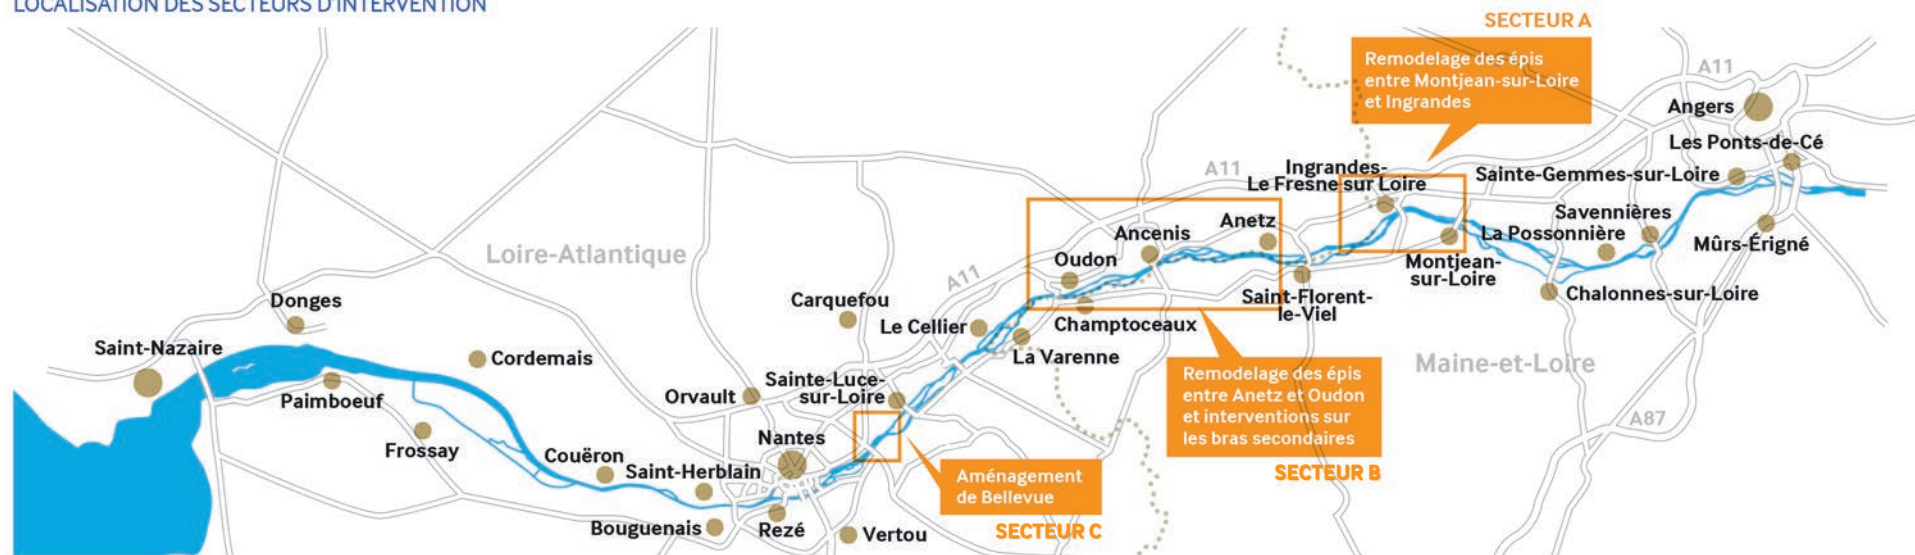 LOCALISATION DES SECTEURS D'INTERVENTION
SECTEUR A
Remodelage des épis
entre Montjean-sur-Loire
et Ingrandes
A11
Angers
Les Ponts-de-Cé
A11
Ingrandes-
Le Fresne sur Loire
Sainte-Gemmes-sur-Loire
Savennières
La Possonnière
Mûrs-Érigné
Anetz
Ancenis
Oudon
Loire-Atlantique
A11
Montjean-
sur-Loire
Chalonnes-sur-Loire
Saint-Florent-
le-Viel
Donges
Carquefou
Le Cellier
Champtoceaux
La Varenne
Saint-Nazaire
Cordemais
Maine-et-Loire
Remodelage des épis
entre Anetz et Oudon
et interventions sur
les bras secondaires
SECTEUR B
Paimboeuf
Orvault
Sainte-Luce-
sur-Loire
A87
Frossay
Couëron
Nantes
Saint-Herblain
Aménagement
de Bellevue
SECTEUR C
Bouguenais
Rezé
Vertou